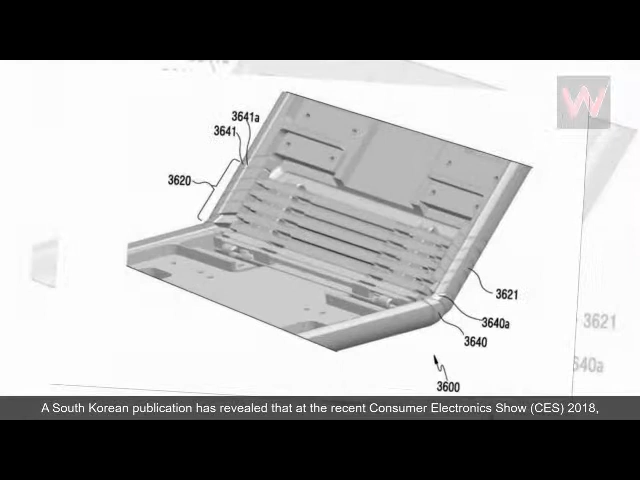 W
3641a
3641
3620
3621
3640a
3640
3600
3621
640a
A South Korean publication has revealed that at the recent Consumer Electronics Show (CES) 2018,